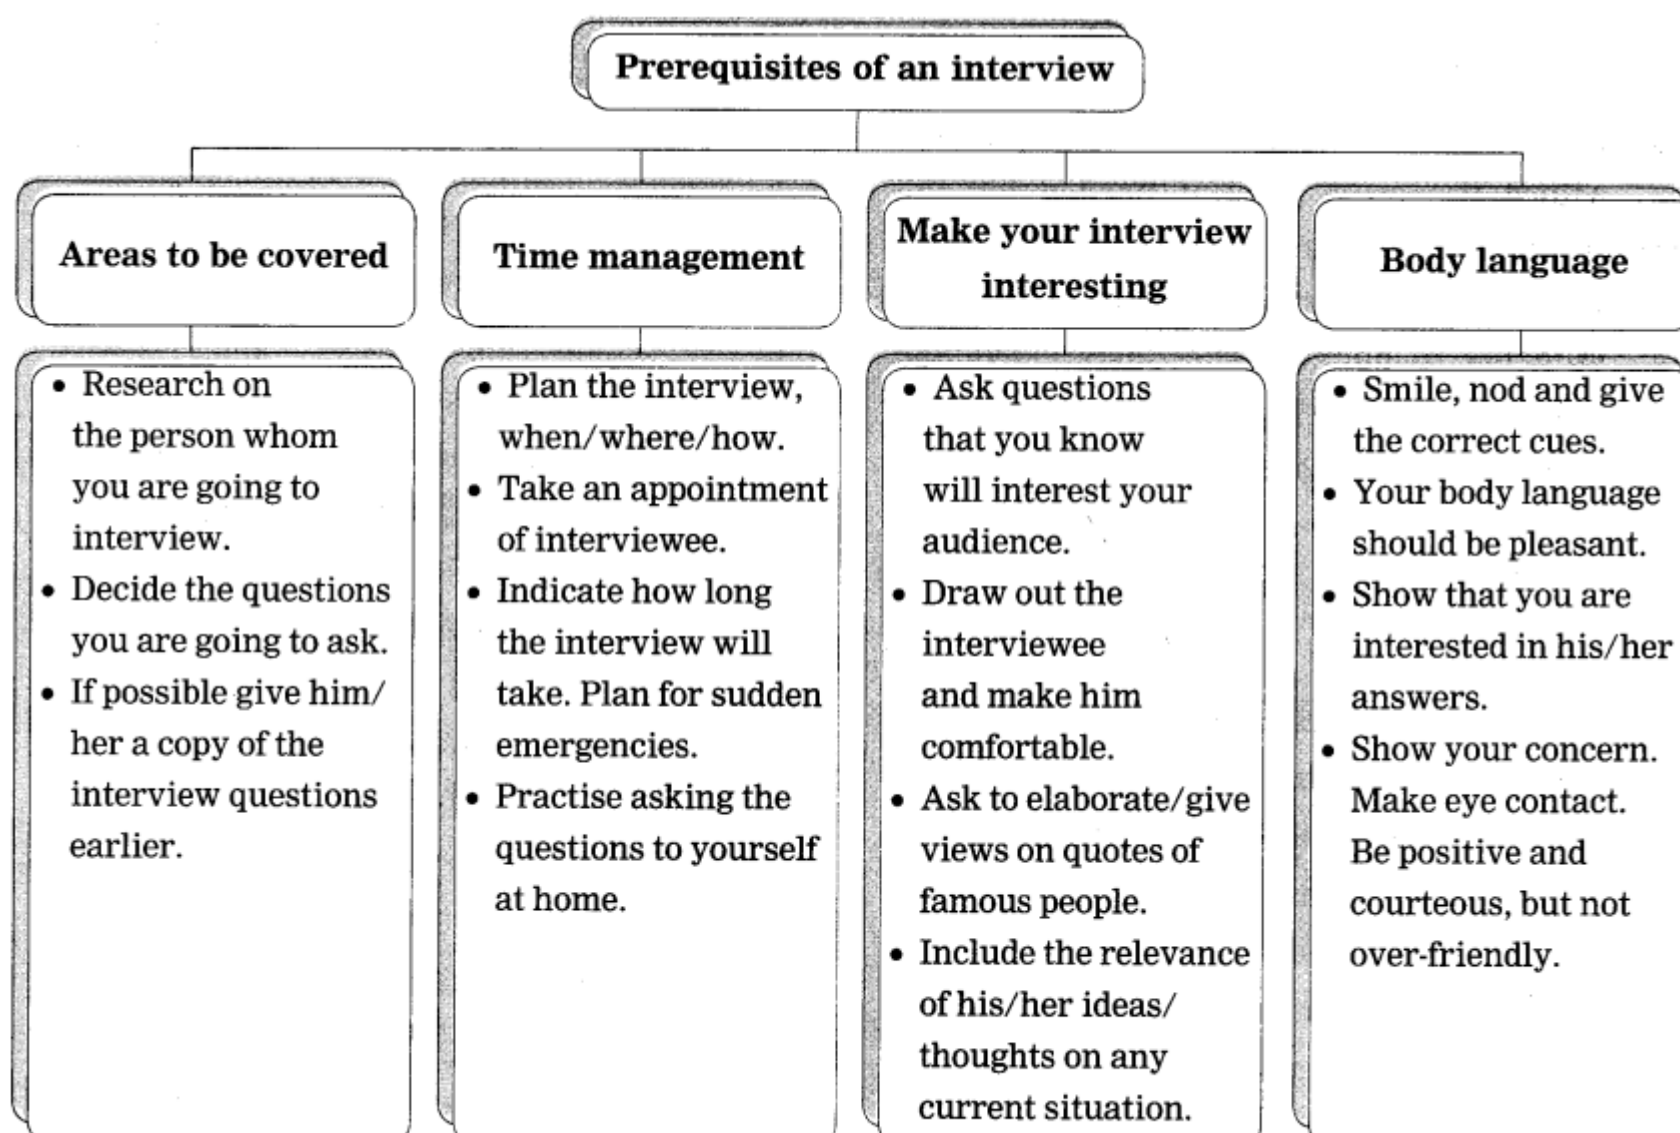 Prerequisites of an interview
Areas to be covered
• Research on
the person whom
you are going to
interview.
• Decide the questions
you are going to ask.
• If possible give him/
her a copy of the
interview questions
earlier.
Time management
• Plan the interview,
when/where/how.
• Take an appointment
of interviewee.
• Indicate how long
the interview will
take. Plan for sudden
emergencies.
• Practise asking the
questions to yourself
at home.
Make your interview
interesting
• Ask questions
that you know
will interest your
audience.
• Draw out the
interviewee
and make him
comfortable.
• Ask to elaborate/give
views on quotes of
famous people.
• Include the relevance
of his/her ideas/
thoughts on any
current situation.
Body language
• Smile, nod and give
the correct cues.
• Your body language
should be pleasant.
• Show that you are
interested in his/her
answers.
• Show your concern.
Make eye contact.
Be positive and
courteous, but not
over-friendly.